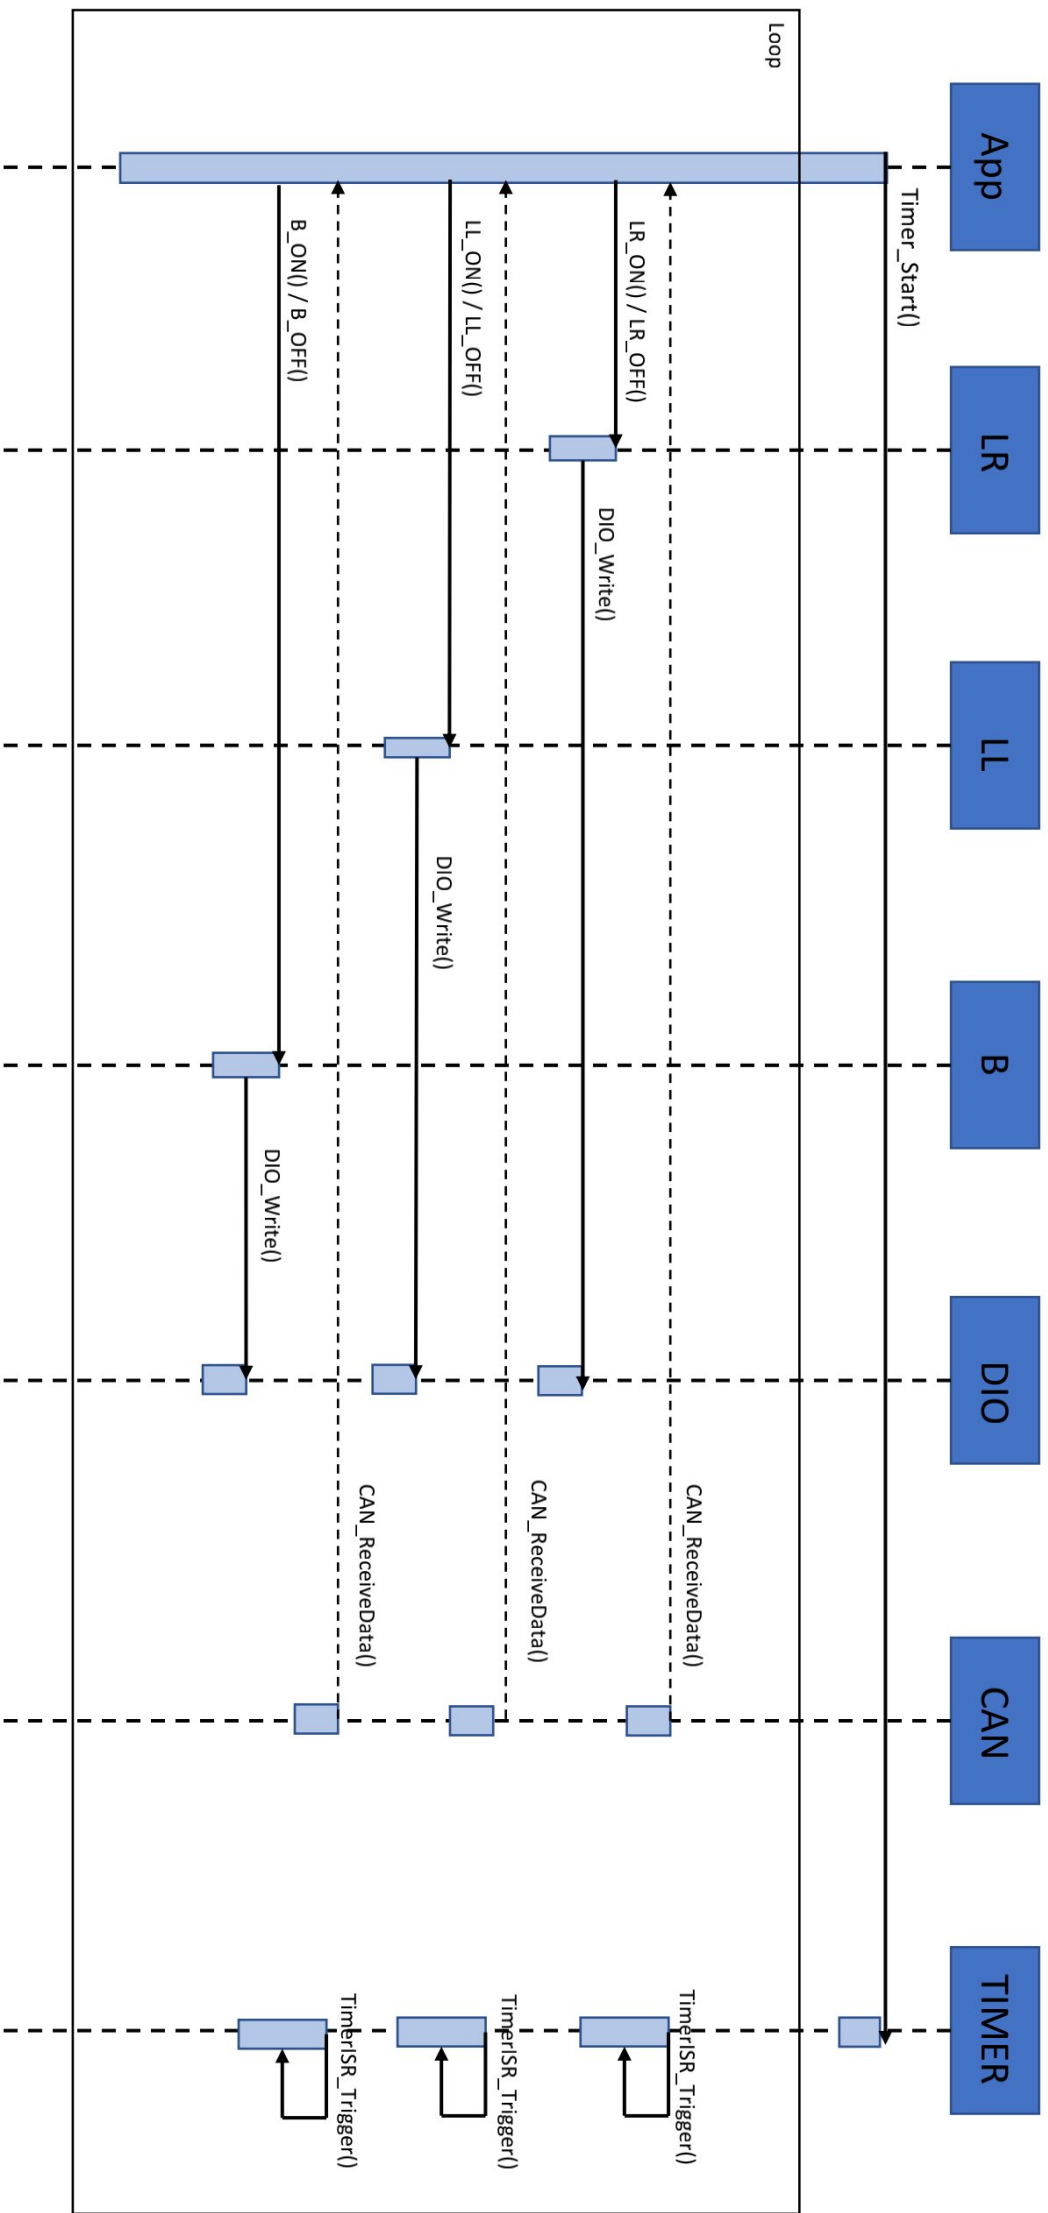 App
LR
LL
B
DIO
CAN
TIMER
Timer_Start()
Loop
CAN_ReceiveData()
TimerISR_Trigger()
LR_ON() / LR_OFF()
DIO_Write()
CAN_ReceiveData()
TimerISR_Trigger()
LL_ON() / LL_OFF()
DIO_Write()
CAN_ReceiveData()
TimerISR_Trigger()
B_ON() / B_OFF()
DIO_Write()